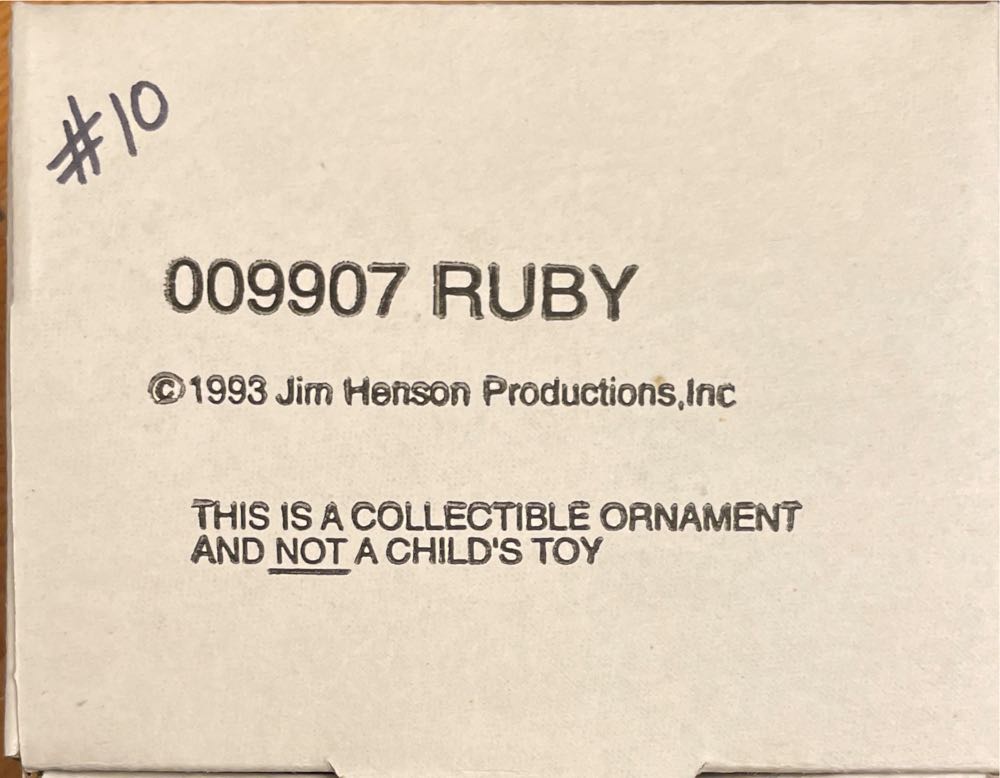 #10
009907 RUBY
©1993 Jim Henson Productions,Inc
THIS IS A COLLECTIBLE ORNAMENT
AND NOT A CHILD'S TOY